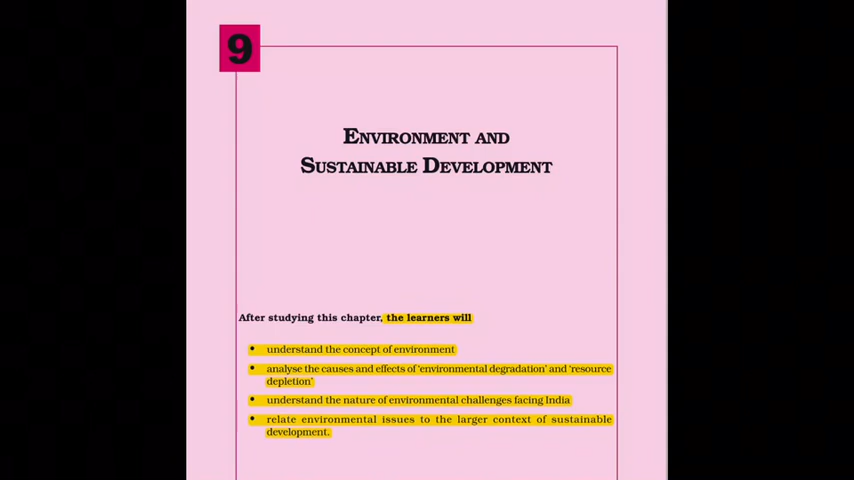 9
ENVIRONMENT AND
SUSTAINABLE DEVELOPMENT
After studying this chapter, the learners will
• understand the concept of environment
• analyse the causes and effects of ‘environmental degradation’ and ‘resource
depletion’
• understand the nature of environmental challenges facing India
• relate environmental issues to the larger context of sustainable
development.